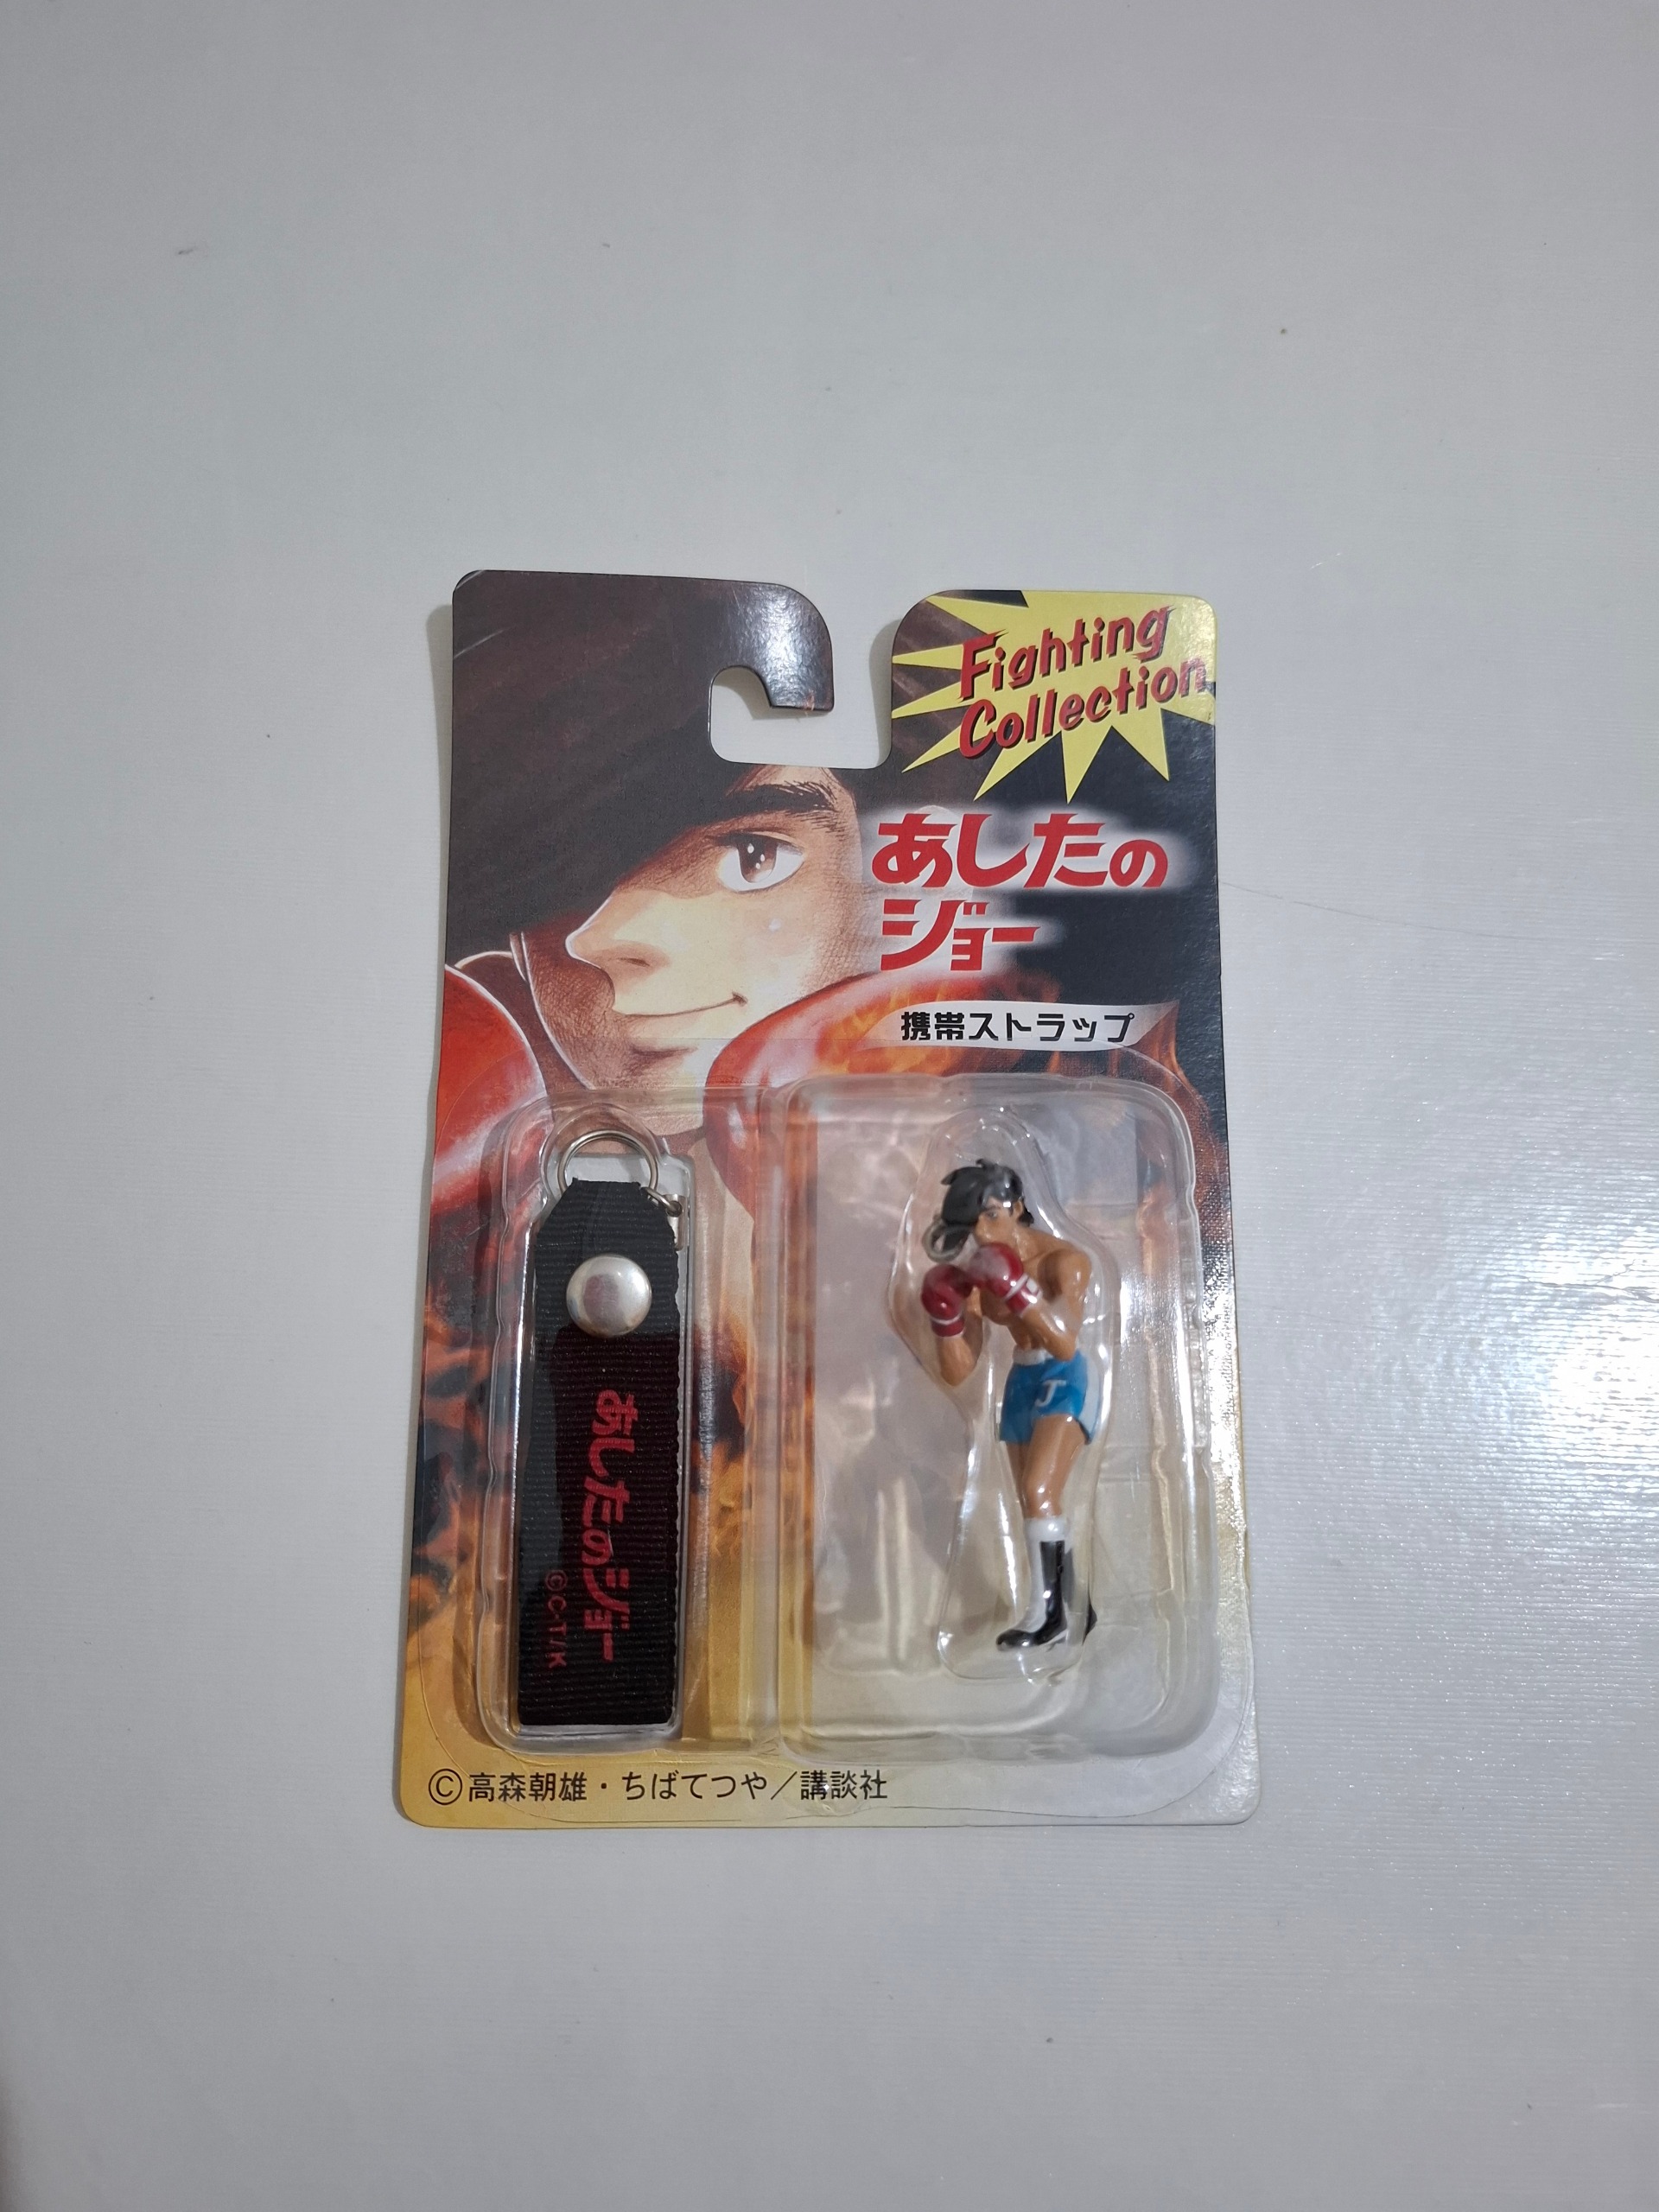 Fighting
Collection
あしたの
ジョー
携帯ストラップ
J
あしたのジョー
©C・T/K
©高森朝雄・ちばてつや／講談社